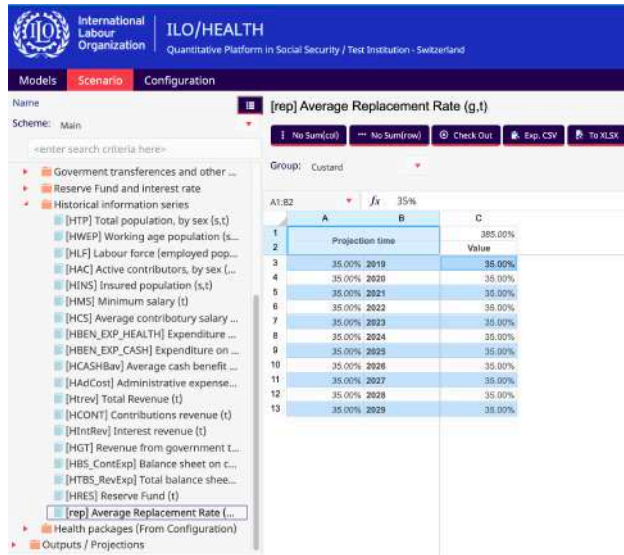 International
Labour
Organization
ILO/HEALTH
Quantitative Platform in Social Security / Test Institution - Switzerland
Models Scenario Configuration
Name
Scheme: Main
<enter search criteria here>
Goverment transferences and other ...
Reserve Fund and interest rate
Historical information series
[HTP] Total population, by sex (s,t)
[HWEP] Working age population (s...
[HLF] Labour force (employed pop...
[HAC] Active contributors, by sex (...
[HINS] Insured population (s,t)
[HMS] Minimum salary (t)
[HCS] Average contributory salary ...
[HBEN_EXP_HEALTH] Expenditure ...
[HBEN_EXP_CASH] Expenditure on ...
[HCASHBav] Average cash benefit ...
[HAdCost] Administrative expense...
[Htrev] Total Revenue (t)
[HCONT] Contributions revenue (t)
[HIntRev] Interest revenue (t)
[HGT] Revenue from government t...
[HBS_ContExp] Balance sheet on c...
[HTBS_RevExp] Total balance shee...
[HRES] Reserve Fund (t)
[rep] Average Replacement Rate (...
Health packages (From Configuration)
Outputs / Projections
[rep] Average Replacement Rate (g,t)
No Sum(col) No Sum(row) Check Out Exp. CSV To XLSX
Group: Custard
A1:B2 fx 35%
A B C
1 385.00%
Projection time
2 Value
3 35.00% 2019 35.00%
4 35.00% 2020 35.00%
5 35.00% 2021 35.00%
6 35.00% 2022 35.00%
7 35.00% 2023 35.00%
8 35.00% 2024 35.00%
9 35.00% 2025 35.00%
10 35.00% 2026 35.00%
11 35.00% 2027 35.00%
12 35.00% 2028 35.00%
13 35.00% 2029 35.00%